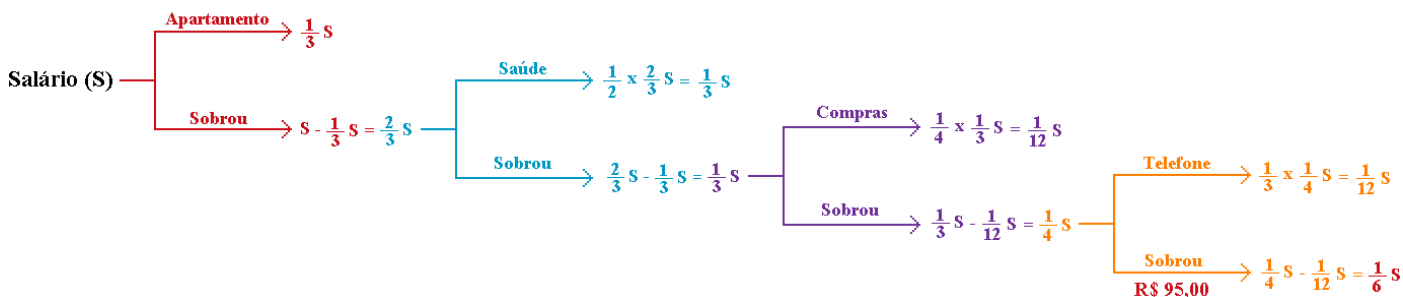 Apartamento
1/3 S
Salário (S)
Saúde
1/2 x 2/3 S = 1/3 S
Sobrou
S - 1/3 S = 2/3 S
Compras
1/4 x 1/3 S = 1/12 S
Sobrou
2/3 S - 1/3 S = 1/3 S
Telefone
1/3 x 1/4 S = 1/12 S
Sobrou
1/3 S - 1/12 S = 1/4 S
Sobrou
1/4 S - 1/12 S = 1/6 S
R$ 95,00